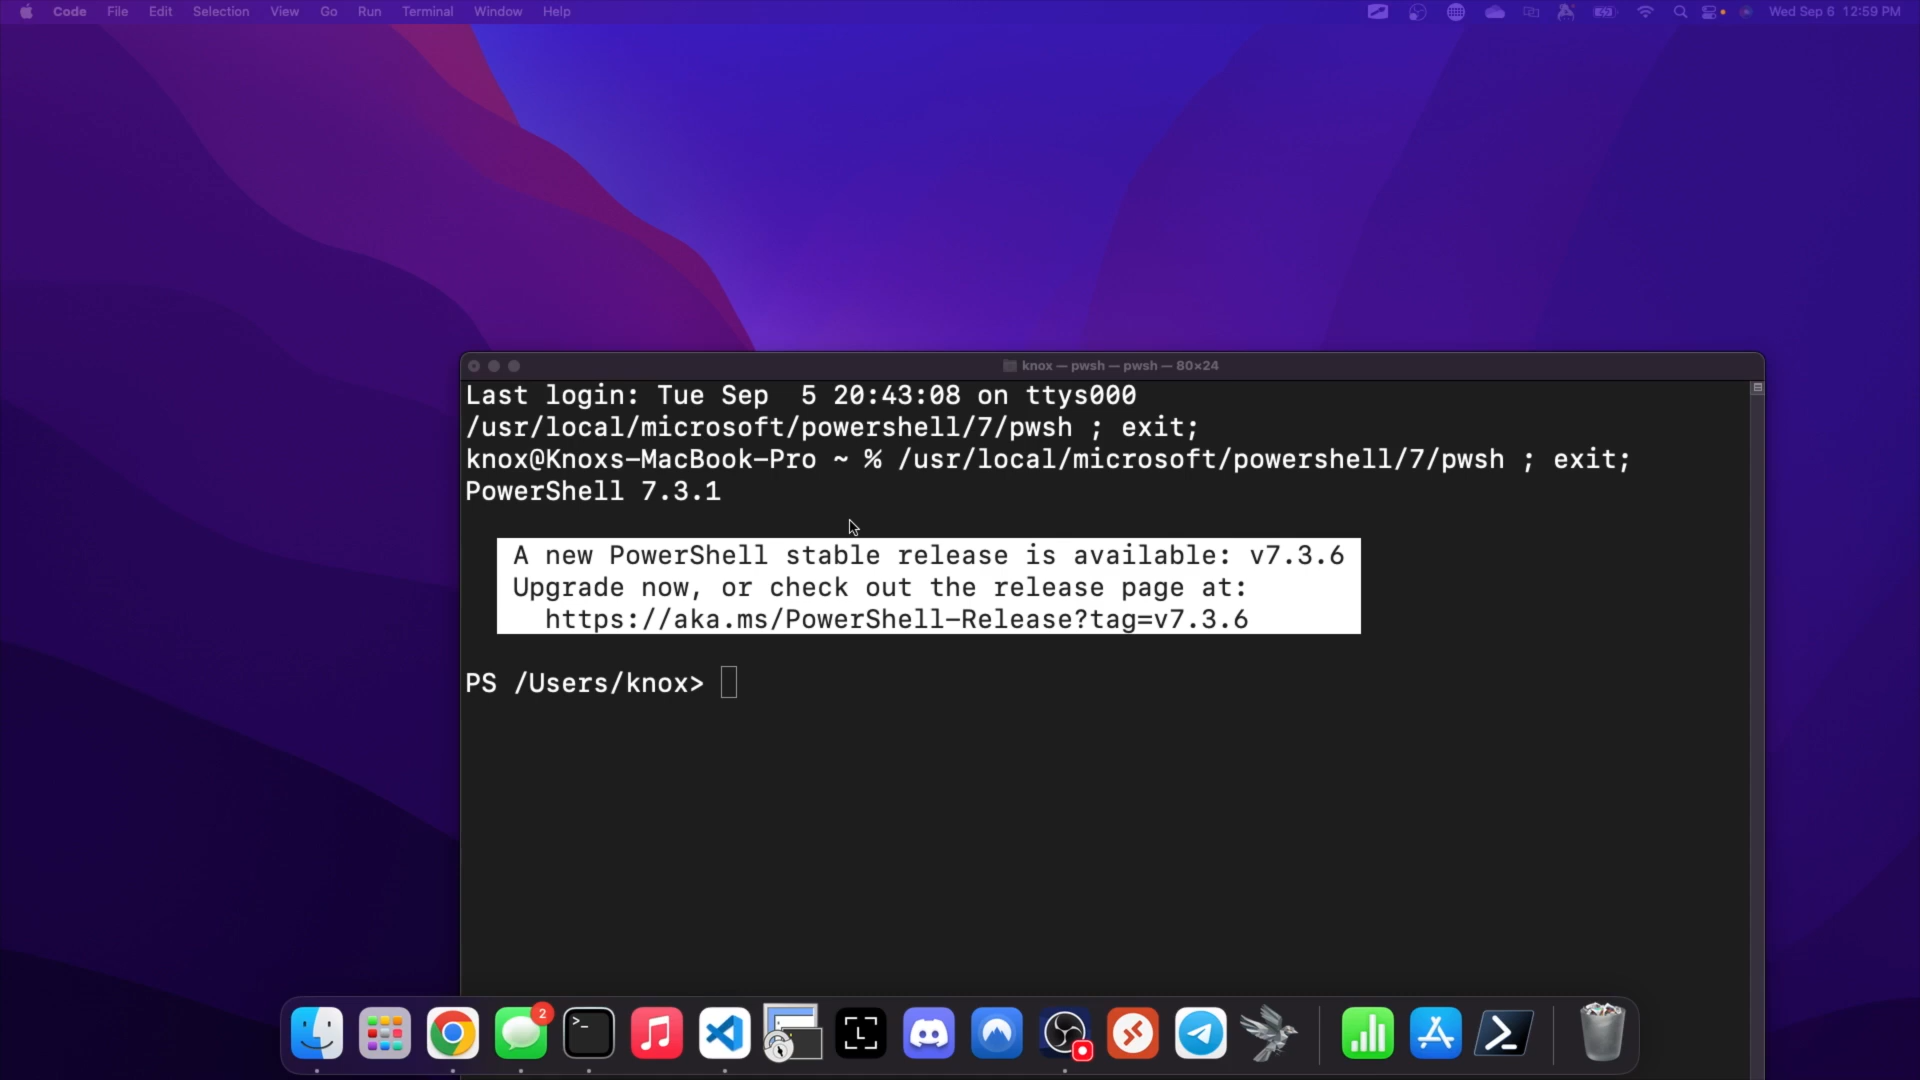 Code File Edit Selection View Go Run Terminal Window Help Wed Sep 6 12:59 PM
knox — pwsh — pwsh — 80×24
Last login: Tue Sep  5 20:43:08 on ttys000
/usr/local/microsoft/powershell/7/pwsh ; exit;
knox@Knoxs-MacBook-Pro ~ % /usr/local/microsoft/powershell/7/pwsh ; exit;
PowerShell 7.3.1
A new PowerShell stable release is available: v7.3.6
Upgrade now, or check out the release page at:
https://aka.ms/PowerShell-Release?tag=v7.3.6
PS /Users/knox>
2